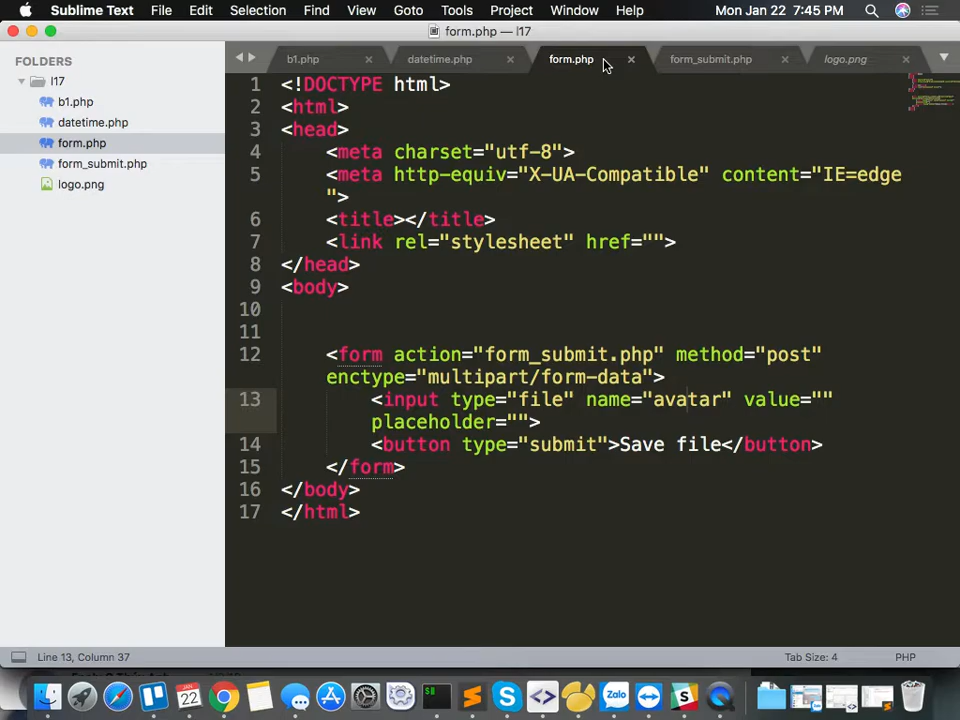 Sublime Text File Edit Selection Find View Goto Tools Project Window Help Mon Jan 22 7:45 PM
form.php — l17
FOLDERS
l17
b1.php
datetime.php
form.php
form_submit.php
logo.png
b1.php × datetime.php × form.php × form_submit.php × logo.png ×
1 <!DOCTYPE html>
2 <html>
3 <head>
4 <meta charset="utf-8">
5 <meta http-equiv="X-UA-Compatible" content="IE=edge
">
6 <title></title>
7 <link rel="stylesheet" href="">
8 </head>
9 <body>
10
11
12 <form action="form_submit.php" method="post"
enctype="multipart/form-data">
13 <input type="file" name="avatar" value=""
placeholder="">
14 <button type="submit">Save file</button>
15 </form>
16 </body>
17 </html>
Line 13, Column 37 Tab Size: 4 PHP